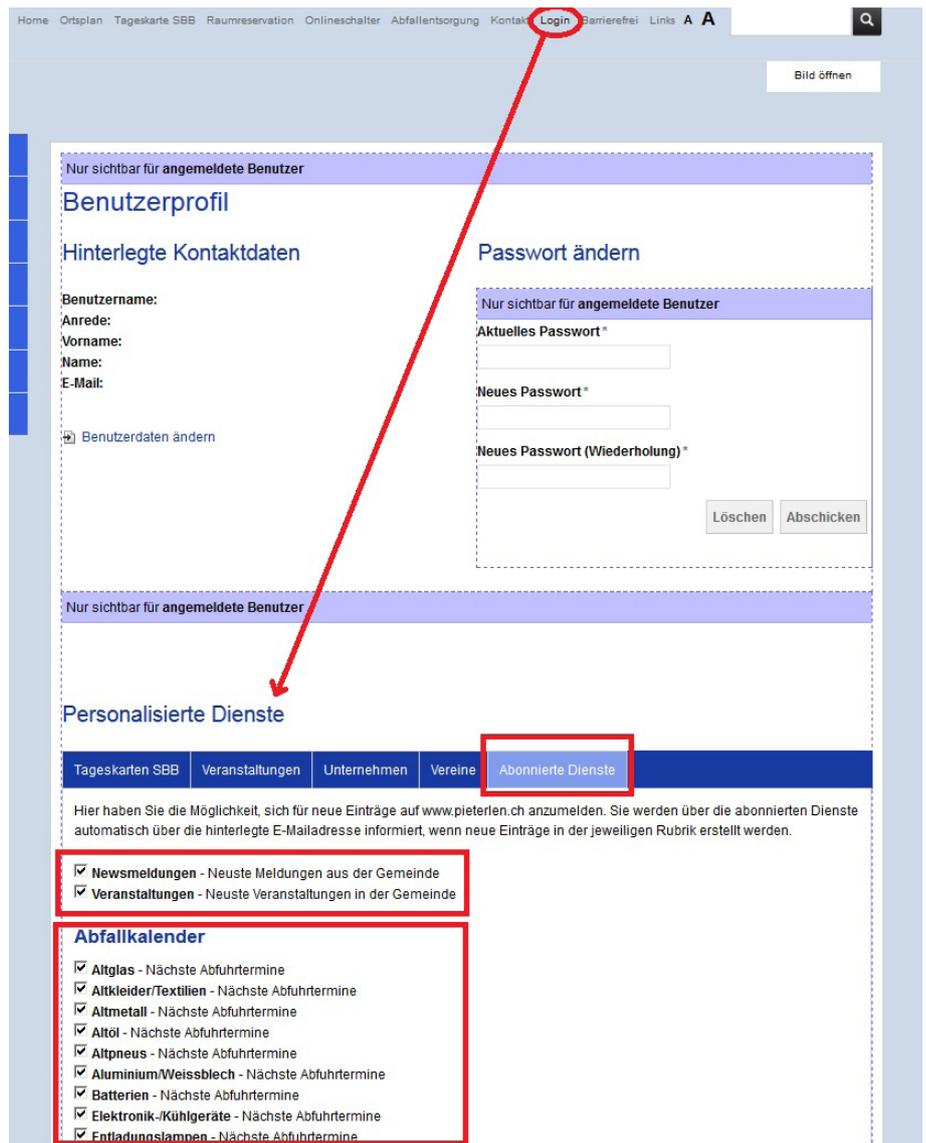 Home Ortsplan Tageskarte SBB Raumreservation Onlineschalter Abfallentsorgung Kontakt Login Barrierefrei Links A A
Bild öffnen
Nur sichtbar für angemeldete Benutzer
Benutzerprofil
Hinterlegte Kontaktdaten
Benutzername:
Anrede:
Vorname:
Name:
E-Mail:
Benutzerdaten ändern
Passwort ändern
Nur sichtbar für angemeldete Benutzer
Aktuelles Passwort*
Neues Passwort*
Neues Passwort (Wiederholung)*
Löschen Abschicken
Nur sichtbar für angemeldete Benutzer
Personalisierte Dienste
Tageskarten SBB Veranstaltungen Unternehmen Vereine Abonnierte Dienste
Hier haben Sie die Möglichkeit, sich für neue Einträge auf www.pieterlen.ch anzumelden. Sie werden über die abonnierten Dienste
automatisch über die hinterlegte E-Mailadresse informiert, wenn neue Einträge in der jeweiligen Rubrik erstellt werden.
Newsmeldungen - Neuste Meldungen aus der Gemeinde
Veranstaltungen - Neuste Veranstaltungen in der Gemeinde
Abfallkalender
Altglas - Nächste Abfuhrtermine
Altkleider/Textilien - Nächste Abfuhrtermine
Altmetall - Nächste Abfuhrtermine
Altöl - Nächste Abfuhrtermine
Altpneus - Nächste Abfuhrtermine
Aluminium/Weissblech - Nächste Abfuhrtermine
Batterien - Nächste Abfuhrtermine
Elektronik-/Kühlgeräte - Nächste Abfuhrtermine
Entladungslampen - Nächste Abfuhrtermine